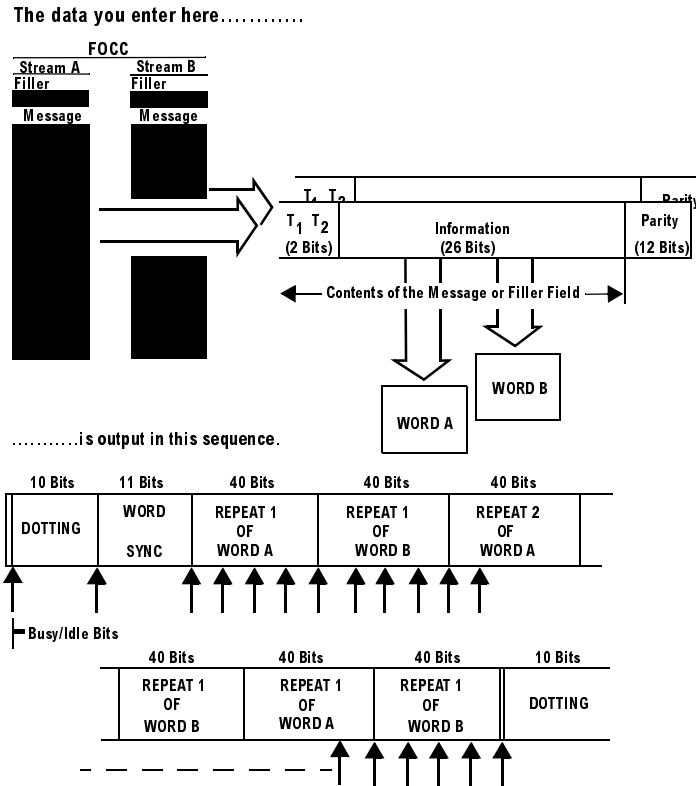 The data you enter here............
FOCC
Stream A Stream B
Filler Filler
Message Message
T1 T2 Parity
T1 T2 Information Parity
(2 Bits) (26 Bits) (12 Bits)
Contents of the Message or Filler Field
WORD B
WORD A
...........is output in this sequence.
10 Bits 11 Bits 40 Bits 40 Bits 40 Bits
DOTTING WORD SYNC REPEAT 1 OF WORD A REPEAT 1 OF WORD B REPEAT 2 OF WORD A
Busy/Idle Bits
40 Bits 40 Bits 40 Bits 10 Bits
REPEAT 1 OF WORD B REPEAT 1 OF WORD A REPEAT 1 OF WORD B DOTTING